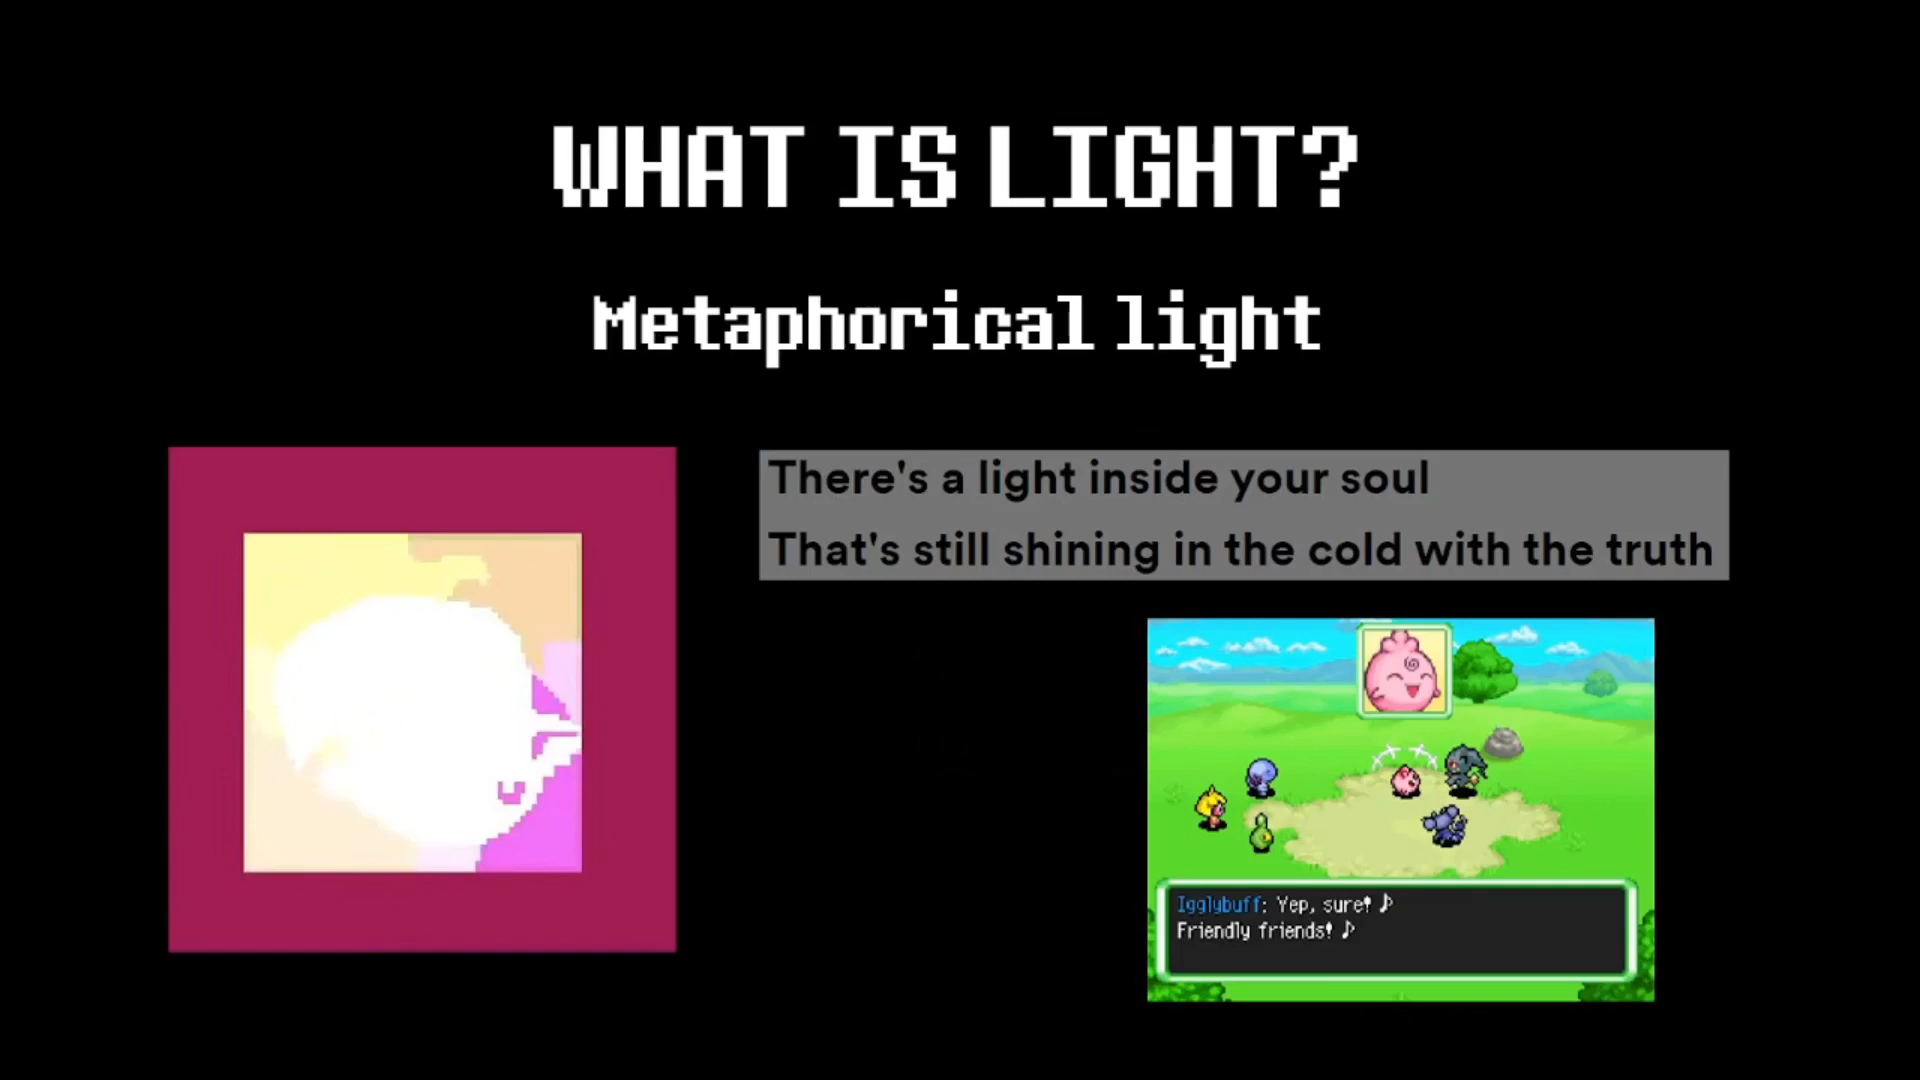 WHAT IS LIGHT?
Metaphorical light
There's a light inside your soul
That's still shining in the cold with the truth
Igglybuff: Yep, sure! ♪
Friendly friends! ♪